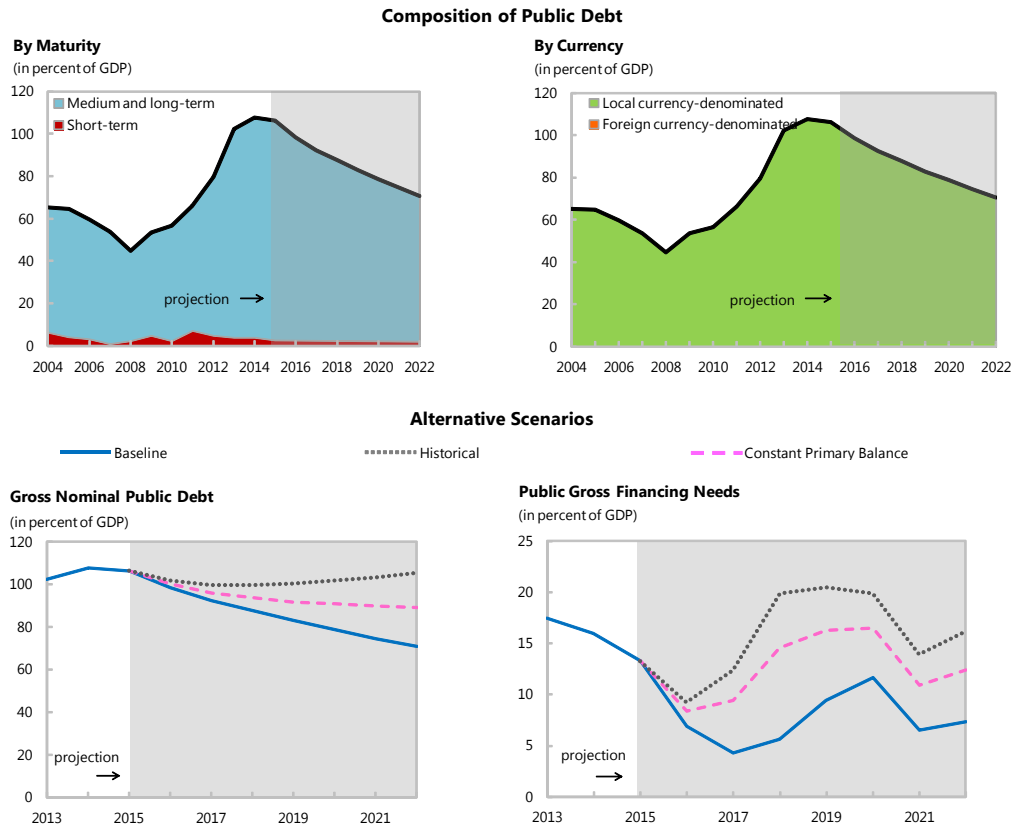 Composition of Public Debt
By Maturity
(in percent of GDP)
120
100
80
60
40
20
0
Medium and long-term
Short-term
projection
2004 2006 2008 2010 2012 2014 2016 2018 2020 2022
By Currency
(in percent of GDP)
120
100
80
60
40
20
0
Local currency-denominated
Foreign currency-denominated
projection
2004 2006 2008 2010 2012 2014 2016 2018 2020 2022
Alternative Scenarios
Baseline Historical Constant Primary Balance
Gross Nominal Public Debt
(in percent of GDP)
120
100
80
60
40
20
0
projection
2013 2015 2017 2019 2021
Public Gross Financing Needs
(in percent of GDP)
25
20
15
10
5
0
projection
2013 2015 2017 2019 2021